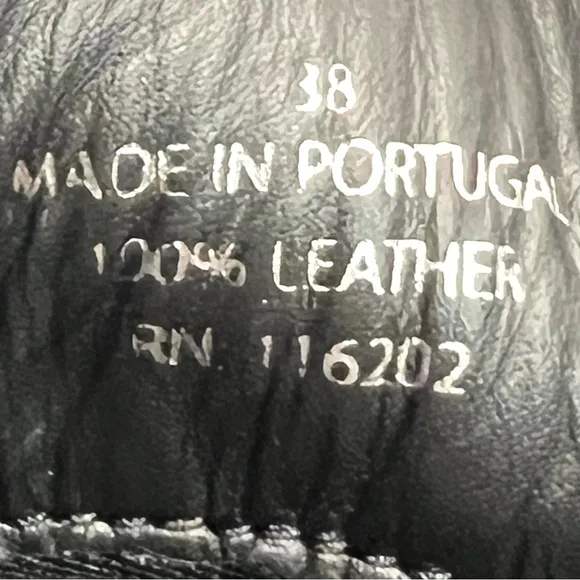 38
MADE IN PORTUGAL
100% LEATHER
RN 116202